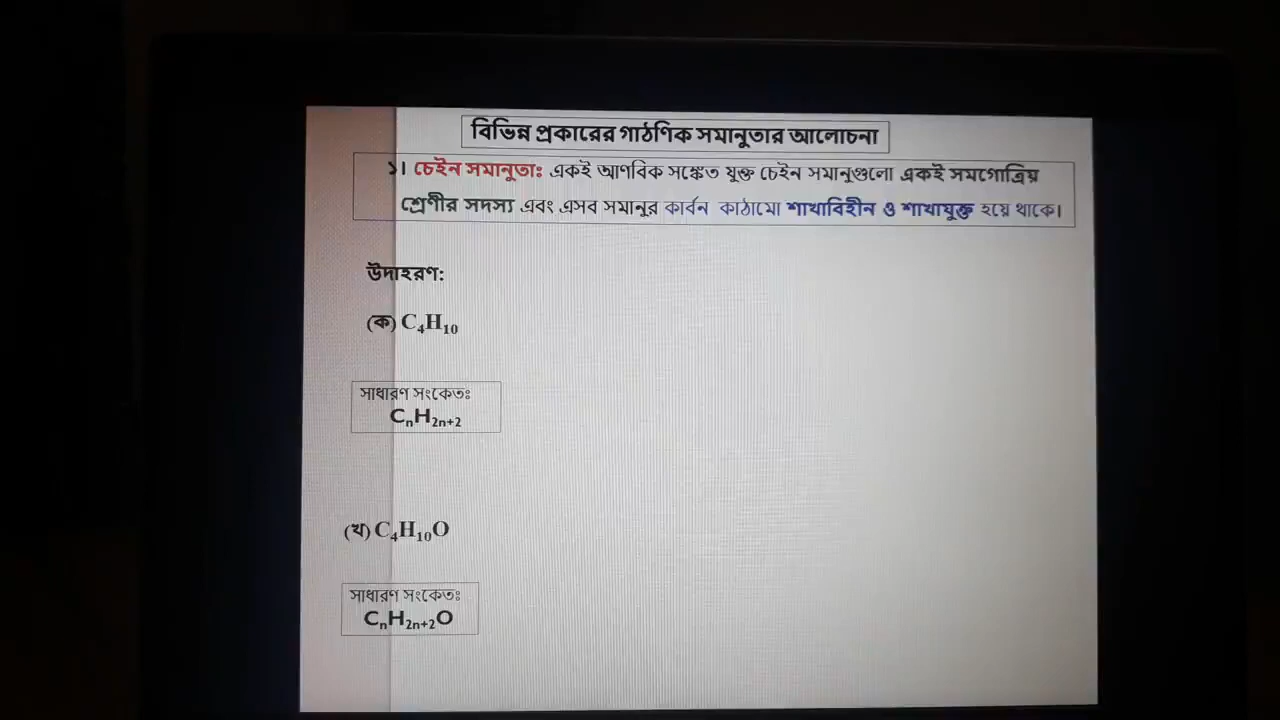 বিভিন্ন প্রকারের গাঠণিক সমানুতার আলোচনা
১। চেইন সমানুতাঃ একই আণবিক সঙ্কেত যুক্ত চেইন সমানুগুলো একই সমগোত্রিয়
শ্রেণীর সদস্য এবং এসব সমানুর কার্বন কাঠামো শাখাবিহীন ও শাখাযুক্ত হয়ে থাকে।
উদাহরণ:
(ক) C₄H₁₀
সাধারণ সংকেতঃ
CₙH₂ₙ₊₂
(খ) C₄H₁₀O
সাধারণ সংকেতঃ
CₙH₂ₙ₊₂O